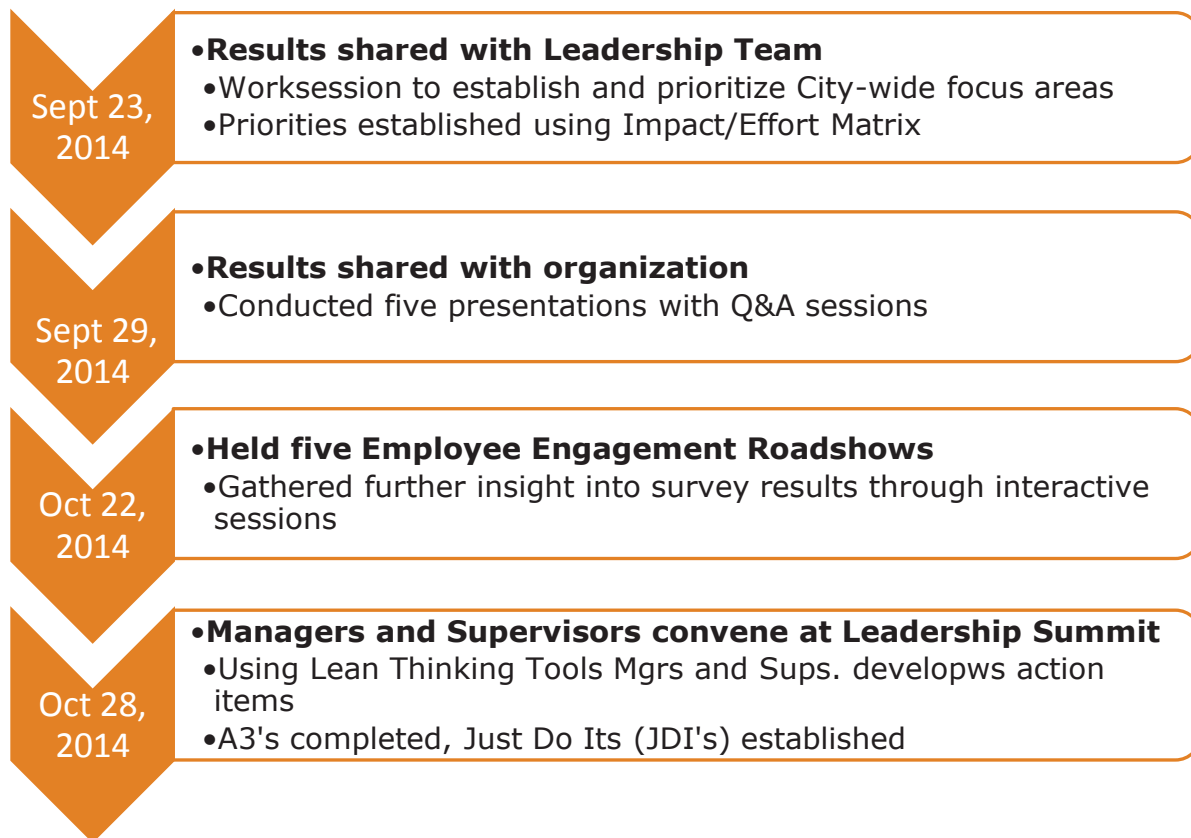 Sept 23,
2014
•Results shared with Leadership Team
•Worksession to establish and prioritize City-wide focus areas
•Priorities established using Impact/Effort Matrix
Sept 29,
2014
•Results shared with organization
•Conducted five presentations with Q&A sessions
Oct 22,
2014
•Held five Employee Engagement Roadshows
•Gathered further insight into survey results through interactive
sessions
Oct 28,
2014
•Managers and Supervisors convene at Leadership Summit
•Using Lean Thinking Tools Mgrs and Sups. developws action
items
•A3's completed, Just Do Its (JDI's) established